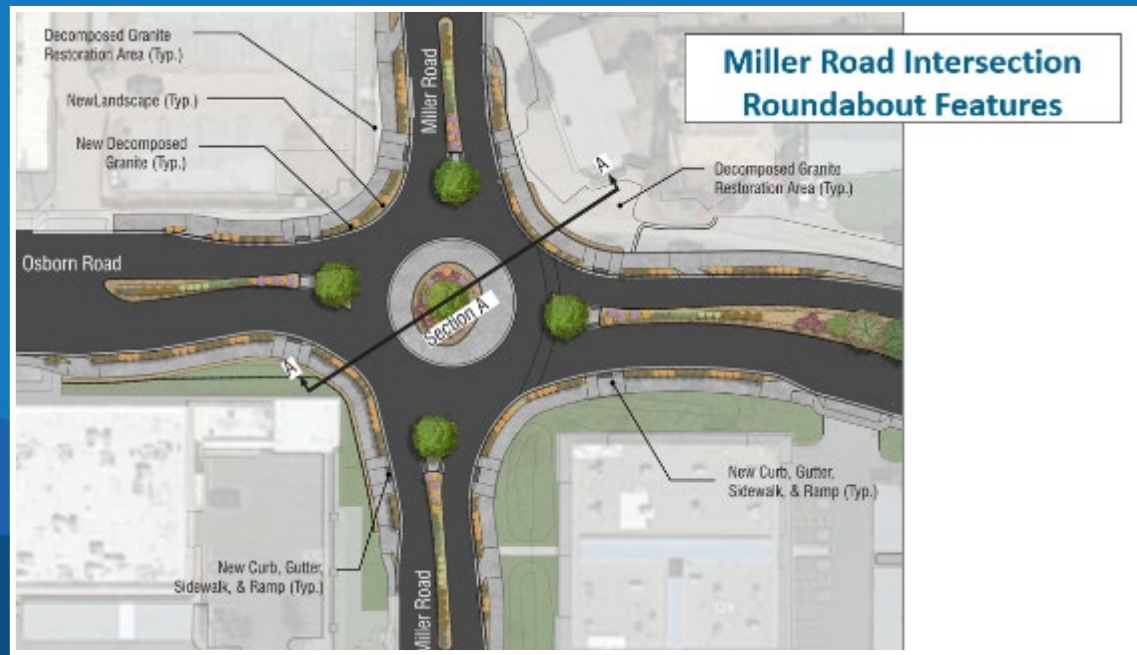 Miller Road Intersection
Roundabout Features
Decomposed Granite
Restoration Area (Typ.)
NewLandscape (Typ.)
New Decomposed
Granite (Typ.)
Miller Road
A
Decomposed Granite
Restoration Area (Typ.)
Osborn Road
Section A
A
New Curb, Gutter,
Sidewalk, & Ramp (Typ.)
New Curb, Gutter,
Sidewalk, & Ramp (Typ.)
Miller Road